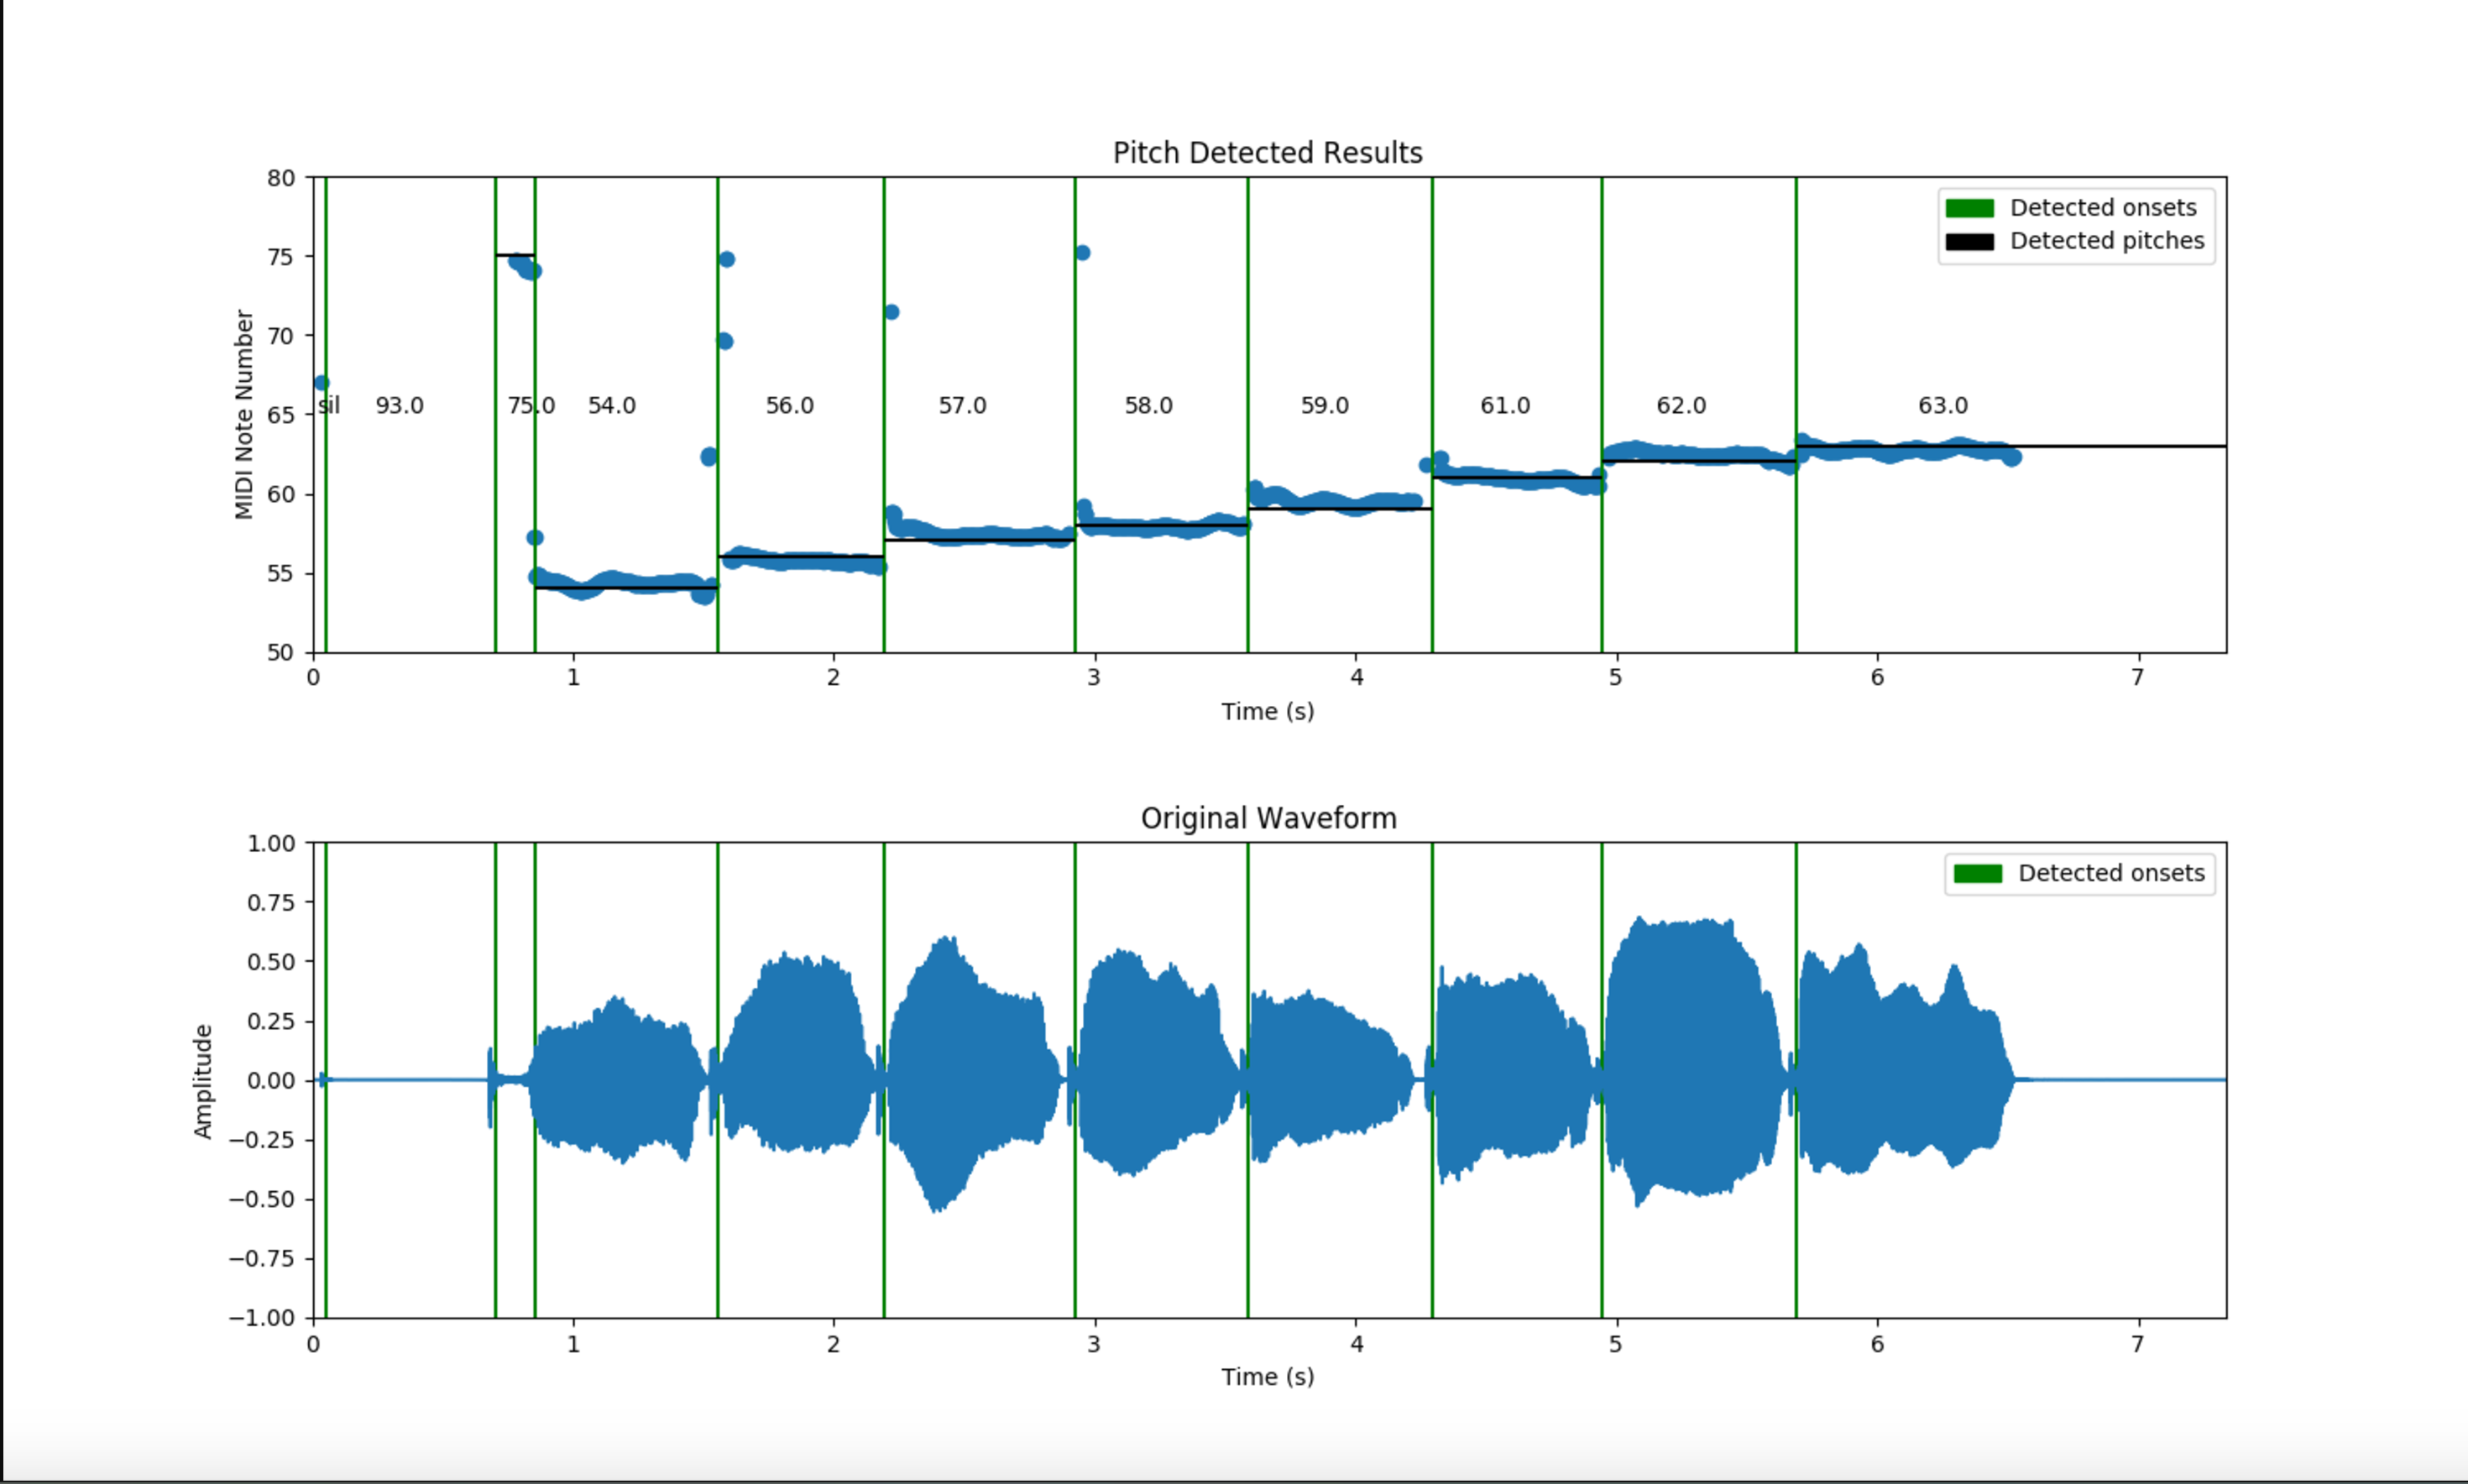 Pitch Detected Results
80
75
70
65
60
55
50
MIDI Note Number
Detected onsets
Detected pitches
sil 93.0 75.0 54.0 56.0 57.0 58.0 59.0 61.0 62.0 63.0
0 1 2 3 4 5 6 7
Time (s)
Original Waveform
1.00
0.75
0.50
0.25
0.00
−0.25
−0.50
−0.75
−1.00
Amplitude
Detected onsets
0 1 2 3 4 5 6 7
Time (s)